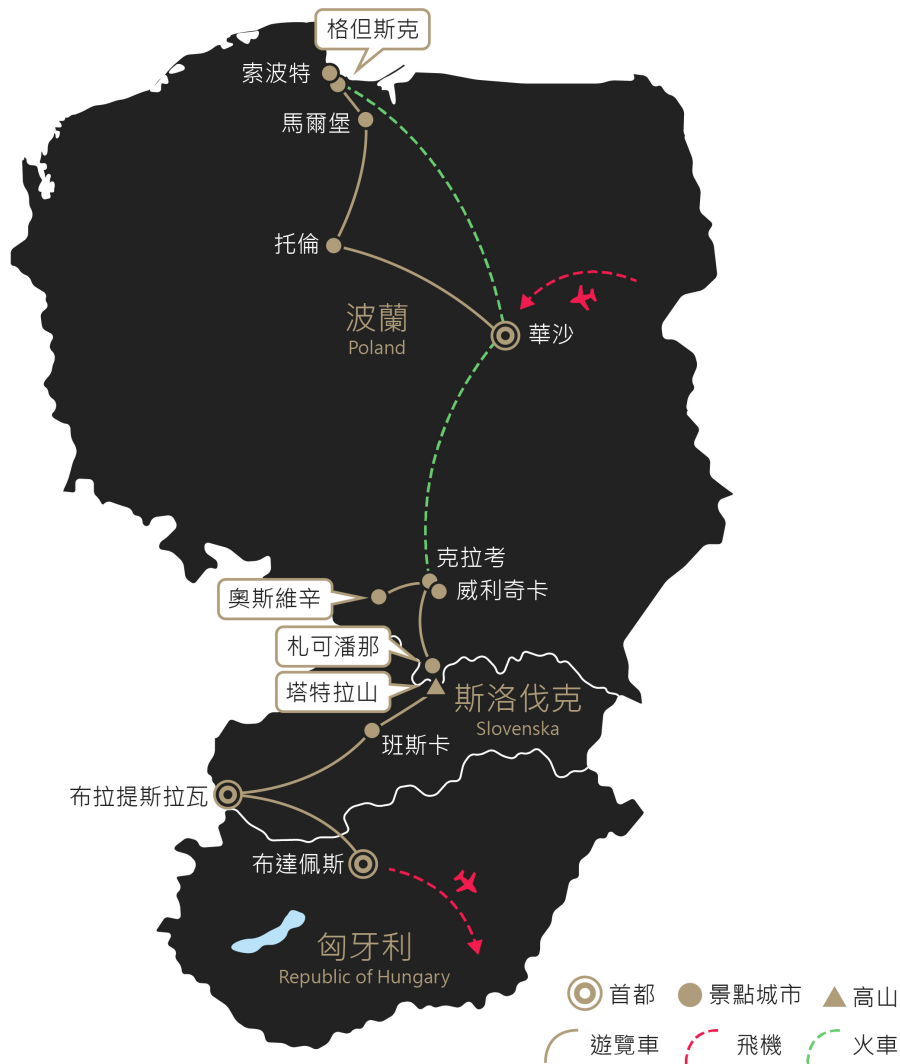 格但斯克
索波特
馬爾堡
托倫
波蘭
Poland
華沙
克拉考
威利奇卡
奧斯維辛
札可潘那
塔特拉山
斯洛伐克
Slovenska
班斯卡
布拉提斯拉瓦
布達佩斯
匈牙利
Republic of Hungary
首都
景點城市
高山
遊覽車
飛機
火車